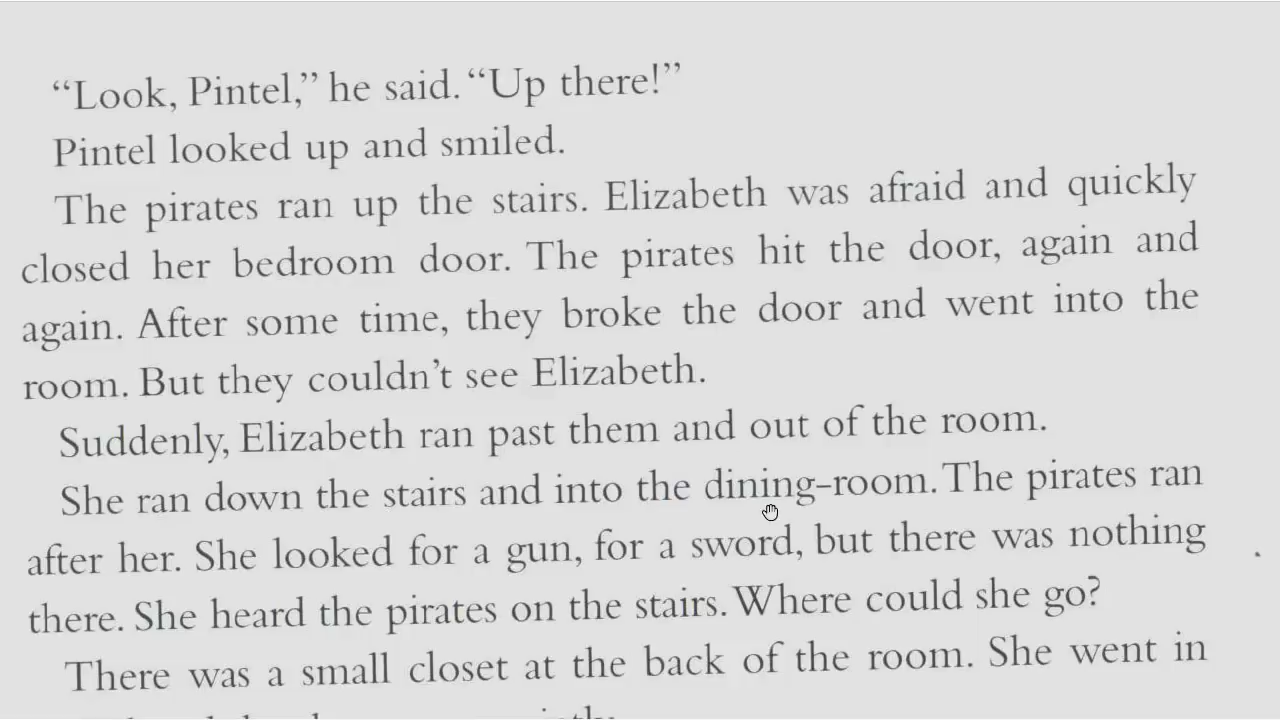 “Look, Pintel,” he said. “Up there!”
Pintel looked up and smiled.
The pirates ran up the stairs. Elizabeth was afraid and quickly
closed her bedroom door. The pirates hit the door, again and
again. After some time, they broke the door and went into the
room. But they couldn’t see Elizabeth.
Suddenly, Elizabeth ran past them and out of the room.
She ran down the stairs and into the dining-room. The pirates ran
after her. She looked for a gun, for a sword, but there was nothing
there. She heard the pirates on the stairs. Where could she go?
There was a small closet at the back of the room. She went in